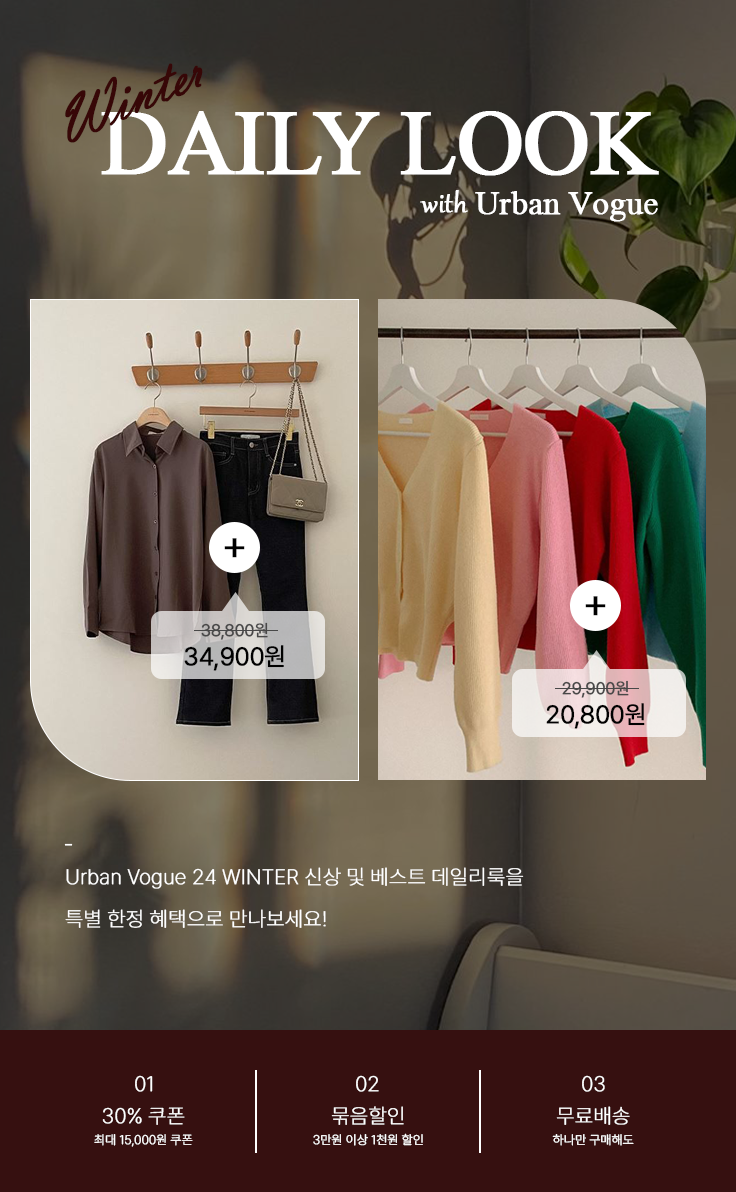 Winter
DAILY LOOK
with Urban Vogue
38,800원
34,900원
29,900원
20,800원
-
Urban Vogue 24 WINTER 신상 및 베스트 데일리룩을
특별 한정 혜택으로 만나보세요!
01
30% 쿠폰
최대 15,000원 쿠폰
02
묶음할인
3만원 이상 1천원 할인
03
무료배송
하나만 구매해도